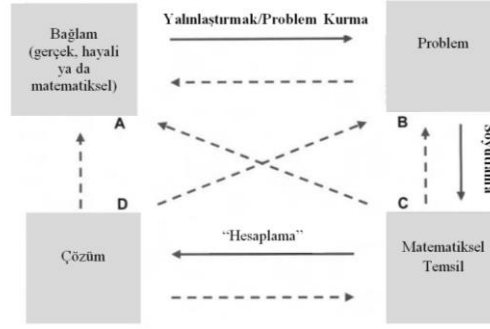 Yalınlaştırmak/Problem Kurma
Bağlam
(gerçek, hayali
ya da
matematiksel)
Problem
A
B
Soyutlama
D
C
Çözüm
“Hesaplama”
Matematiksel
Temsil